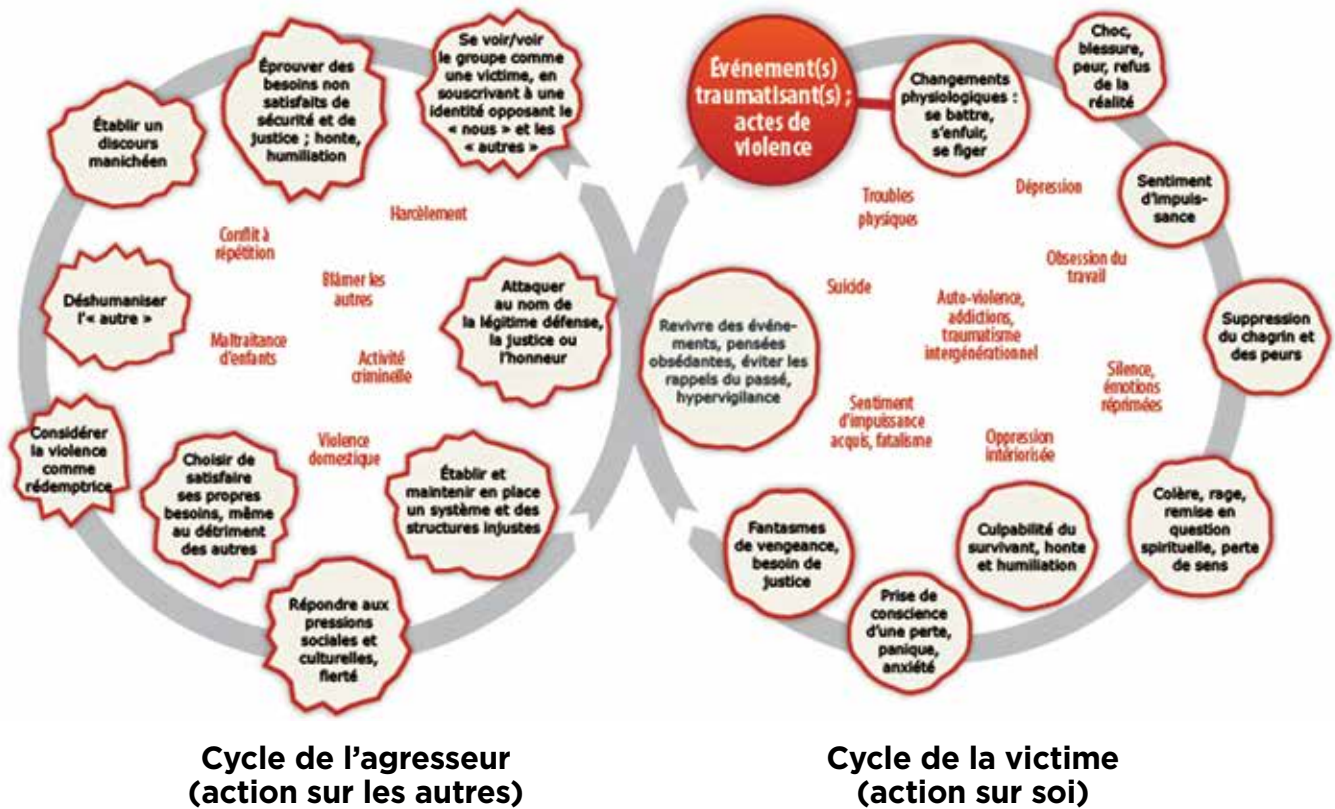 Se voir/voir
le groupe comme
une victime, en
souscrivant à une
identité opposant le
« nous » et les
« autres »
Éprouver des
besoins non
satisfaits de
sécurité et de
justice ; honte,
humiliation
Établir un
discours
manichéen
Déshumaniser
l'« autre »
Considérer
la violence
comme
rédemptrice
Choisir de
satisfaire
ses propres
besoins, même
au détriment
des autres
Répondre aux
pressions
sociales et
culturelles,
fierté
Établir et
maintenir en place
un système et des
structures injustes
Attaquer
au nom de
la légitime défense,
la justice ou
l'honneur
Harcèlement
Conflit à
répétition
Blâmer les
autres
Maltraitance
d'enfants
Activité
criminelle
Violence
domestique
Événement(s)
traumatisant(s) ;
actes de
violence
Changements
physiologiques :
se battre,
s'enfuir,
se figer
Choc,
blessure,
peur, refus
de la
réalité
Sentiment
d'impuis-
sance
Suppression
du chagrin et
des peurs
Colère, rage,
remise en
question
spirituelle, perte
de sens
Culpabilité du
survivant, honte
et humiliation
Prise de
conscience
d'une perte,
panique,
anxiété
Fantasmes
de vengeance,
besoin de
justice
Revivre des événe-
ments, pensées
obsédantes, éviter les
rappels du passé,
hypervigilance
Troubles
physiques
Dépression
Obsession du
travail
Suicide
Auto-violence,
addictions,
traumatisme
intergénérationnel
Silence,
émotions
réprimées
Sentiment
d'impuissance
acquis, fatalisme
Oppression
intériorisée
Cycle de l'agresseur
(action sur les autres)
Cycle de la victime
(action sur soi)